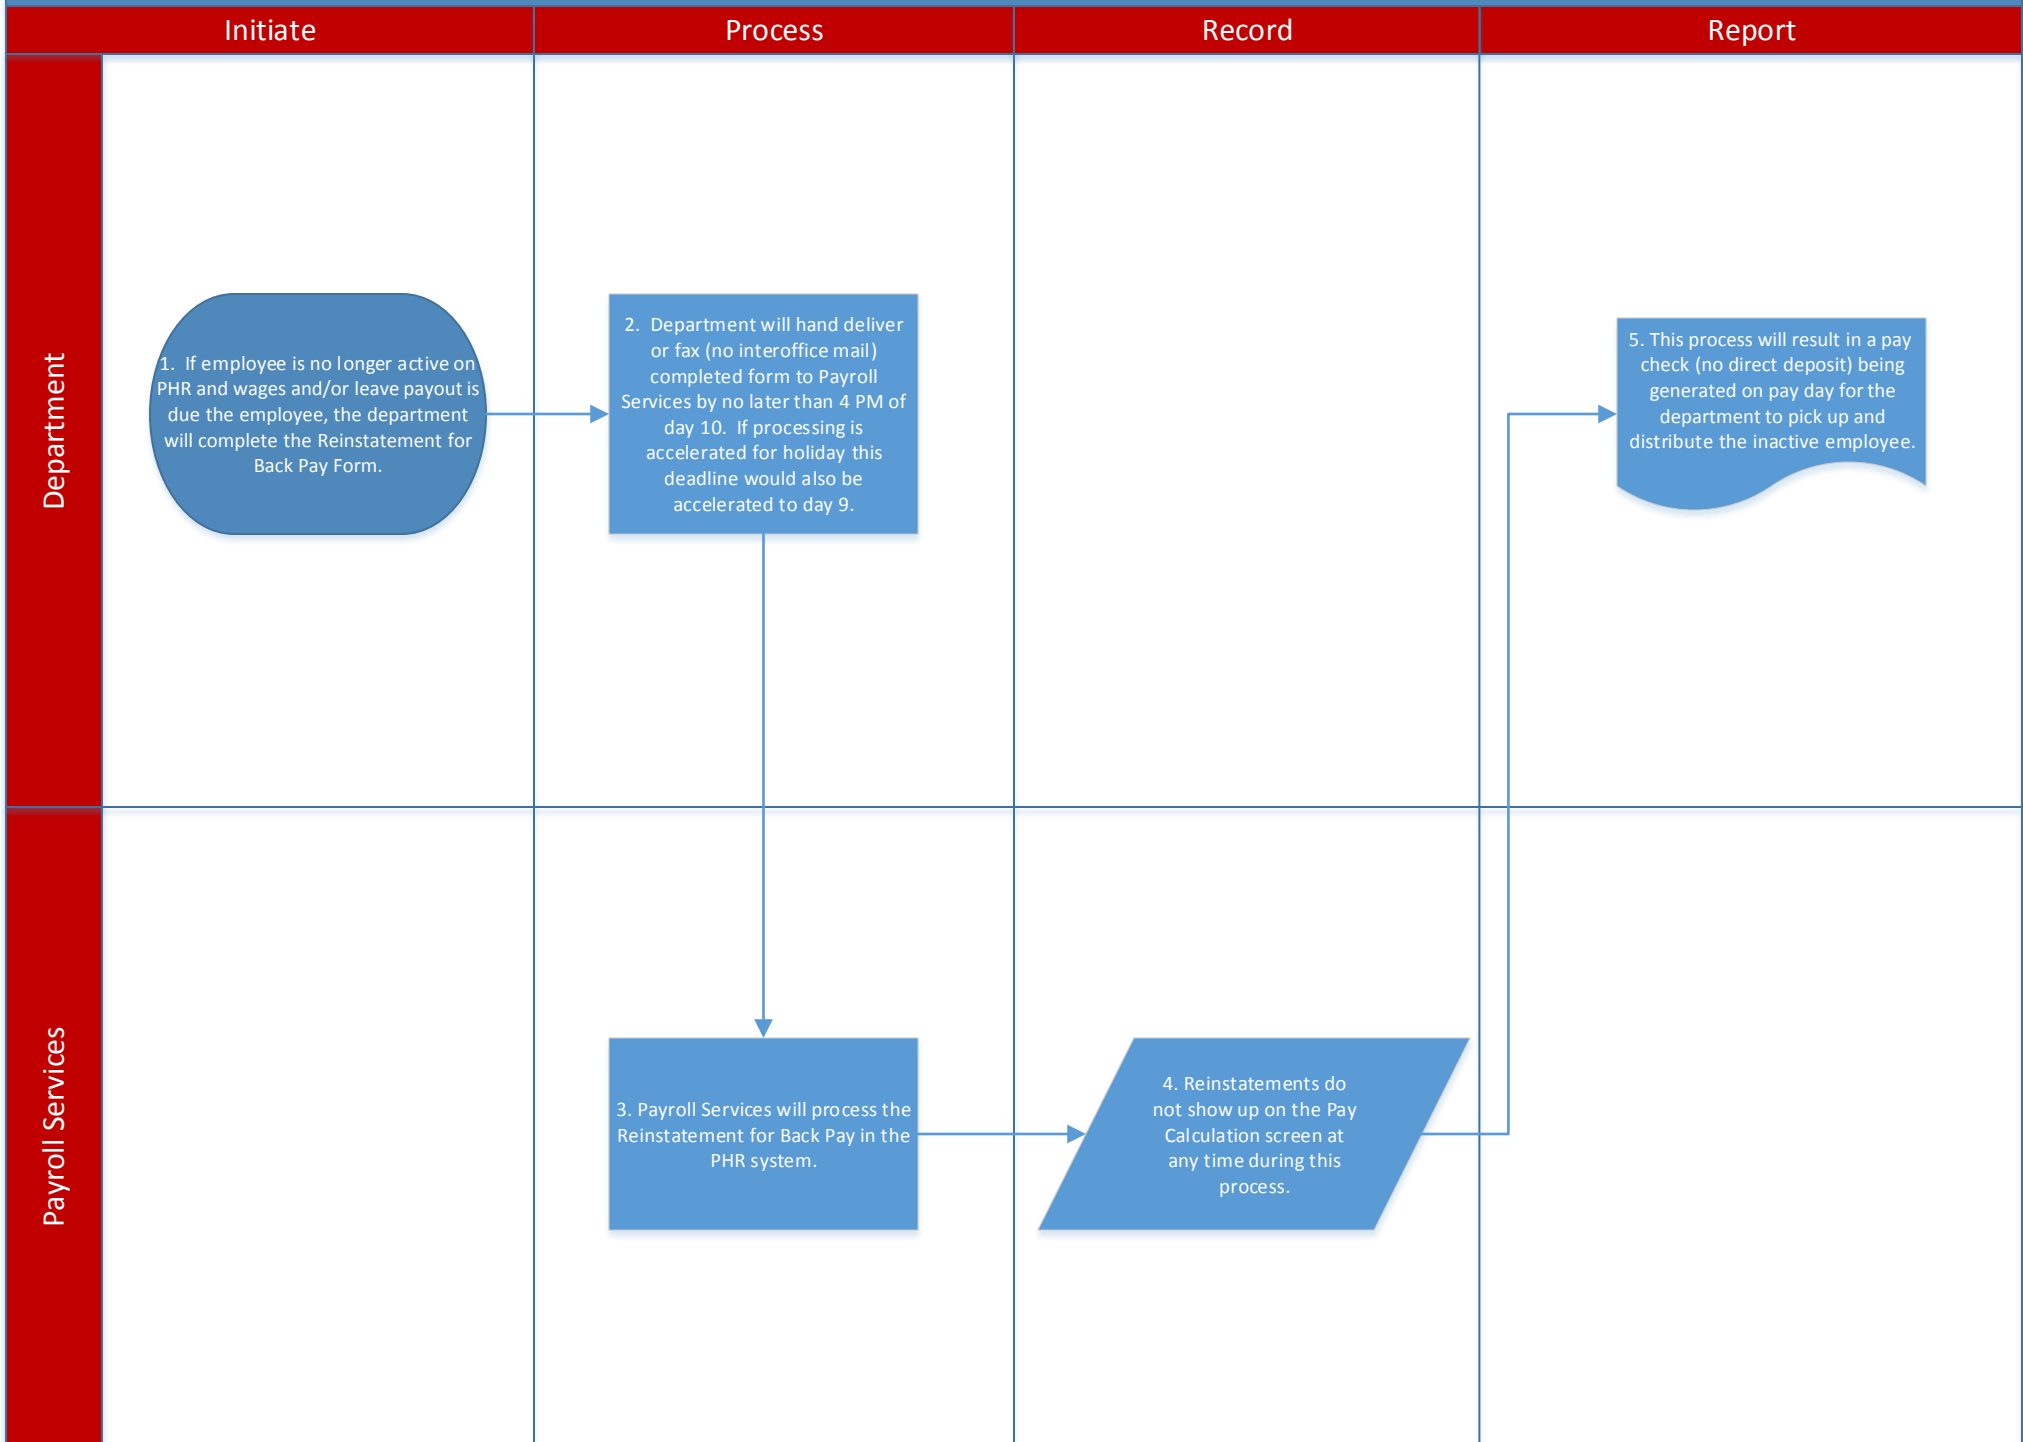 Initiate
Process
Record
Report
Department
1.  If employee is no longer active on
PHR and wages and/or leave payout is
due the employee, the department
will complete the Reinstatement for
Back Pay Form.
2.  Department will hand deliver
or fax (no interoffice mail)
completed form to Payroll
Services by no later than 4 PM of
day 10.  If processing is
accelerated for holiday this
deadline would also be
accelerated to day 9.
5. This process will result in a pay
check (no direct deposit) being
generated on pay day for the
department to pick up and
distribute the inactive employee.
Payroll Services
3. Payroll Services will process the
Reinstatement for Back Pay in the
PHR system.
4. Reinstatements do
not show up on the Pay
Calculation screen at
any time during this
process.